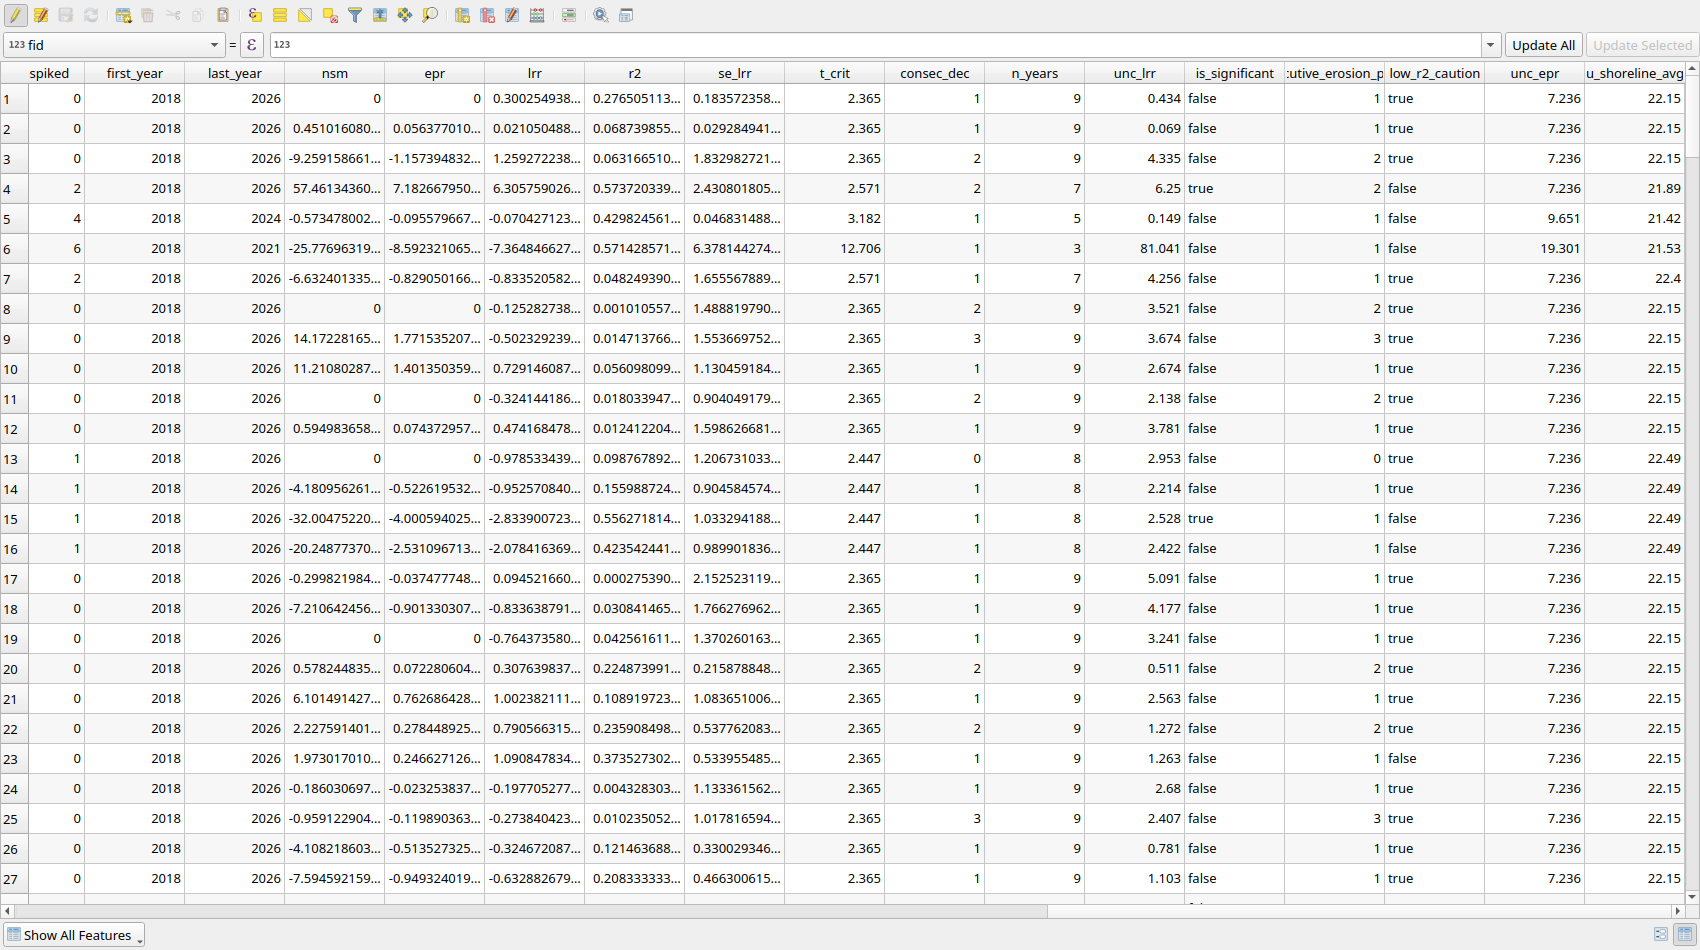 123 fid = ε 123 Update All Update Selected
spiked first_year last_year nsm epr lrr r2 se_lrr t_crit consec_dec n_years unc_lrr is_significant :utive_erosion_p low_r2_caution unc_epr u_shoreline_avg
1 0 2018 2026 0 0 0.300254938... 0.276505113... 0.183572358... 2.365 1 9 0.434 false 1 true 7.236 22.15
2 0 2018 2026 0.451016080... 0.056377010... 0.021050488... 0.068739855... 0.029284941... 2.365 1 9 0.069 false 1 true 7.236 22.15
3 0 2018 2026 -9.259158661... -1.157394832... 1.259272238... 0.063166510... 1.832982721... 2.365 2 9 4.335 false 2 true 7.236 22.15
4 2 2018 2026 57.46134360... 7.182667950... 6.305759026... 0.573720339... 2.430801805... 2.571 2 7 6.25 true 2 false 7.236 21.89
5 4 2018 2024 -0.573478002... -0.095579667... -0.070427123... 0.429824561... 0.046831488... 3.182 1 5 0.149 false 1 false 9.651 21.42
6 6 2018 2021 -25.77696319... -8.592321065... -7.364846627... 0.571428571... 6.378144274... 12.706 1 3 81.041 false 1 false 19.301 21.53
7 2 2018 2026 -6.632401335... -0.829050166... -0.833520582... 0.048249390... 1.655567889... 2.571 1 7 4.256 false 1 true 7.236 22.4
8 0 2018 2026 0 0 -0.125282738... 0.001010557... 1.488819790... 2.365 2 9 3.521 false 2 true 7.236 22.15
9 0 2018 2026 14.17228165... 1.771535207... -0.502329239... 0.014713766... 1.553669752... 2.365 3 9 3.674 false 3 true 7.236 22.15
10 0 2018 2026 11.21080287... 1.401350359... 0.729146087... 0.056098099... 1.130459184... 2.365 1 9 2.674 false 1 true 7.236 22.15
11 0 2018 2026 0 0 -0.324144186... 0.018033947... 0.904049179... 2.365 2 9 2.138 false 2 true 7.236 22.15
12 0 2018 2026 0.594983658... 0.074372957... 0.474168478... 0.012412204... 1.598626681... 2.365 1 9 3.781 false 1 true 7.236 22.15
13 1 2018 2026 0 0 -0.978533439... 0.098767892... 1.206731033... 2.447 0 8 2.953 false 0 true 7.236 22.49
14 1 2018 2026 -4.180956261... -0.522619532... -0.952570840... 0.155988724... 0.904584574... 2.447 1 8 2.214 false 1 true 7.236 22.49
15 1 2018 2026 -32.00475220... -4.000594025... -2.833900723... 0.556271814... 1.033294188... 2.447 1 8 2.528 true 1 false 7.236 22.49
16 1 2018 2026 -20.24877370... -2.531096713... -2.078416369... 0.423542441... 0.989901836... 2.447 1 8 2.422 false 1 false 7.236 22.49
17 0 2018 2026 -0.299821984... -0.037477748... 0.094521660... 0.000275390... 2.152523119... 2.365 1 9 5.091 false 1 true 7.236 22.15
18 0 2018 2026 -7.210642456... -0.901330307... -0.833638791... 0.030841465... 1.766276962... 2.365 1 9 4.177 false 1 true 7.236 22.15
19 0 2018 2026 0 0 -0.764373580... 0.042561611... 1.370260163... 2.365 1 9 3.241 false 1 true 7.236 22.15
20 0 2018 2026 0.578244835... 0.072280604... 0.307639837... 0.224873991... 0.215878848... 2.365 2 9 0.511 false 2 true 7.236 22.15
21 0 2018 2026 6.101491427... 0.762686428... 1.002382111... 0.108919723... 1.083651006... 2.365 1 9 2.563 false 1 true 7.236 22.15
22 0 2018 2026 2.227591401... 0.278448925... 0.790566315... 0.235908498... 0.537762083... 2.365 2 9 1.272 false 2 true 7.236 22.15
23 0 2018 2026 1.973017010... 0.246627126... 1.090847834... 0.373527302... 0.533955485... 2.365 1 9 1.263 false 1 false 7.236 22.15
24 0 2018 2026 -0.186030697... -0.023253837... -0.197705277... 0.004328303... 1.133361562... 2.365 1 9 2.68 false 1 true 7.236 22.15
25 0 2018 2026 -0.959122904... -0.119890363... -0.273840423... 0.010235052... 1.017816594... 2.365 3 9 2.407 false 3 true 7.236 22.15
26 0 2018 2026 -4.108218603... -0.513527325... -0.324672087... 0.121463688... 0.330029346... 2.365 1 9 0.781 false 1 true 7.236 22.15
27 0 2018 2026 -7.594592159... -0.949324019... -0.632882679... 0.208333333... 0.466300615... 2.365 1 9 1.103 false 1 true 7.236 22.15
Show All Features